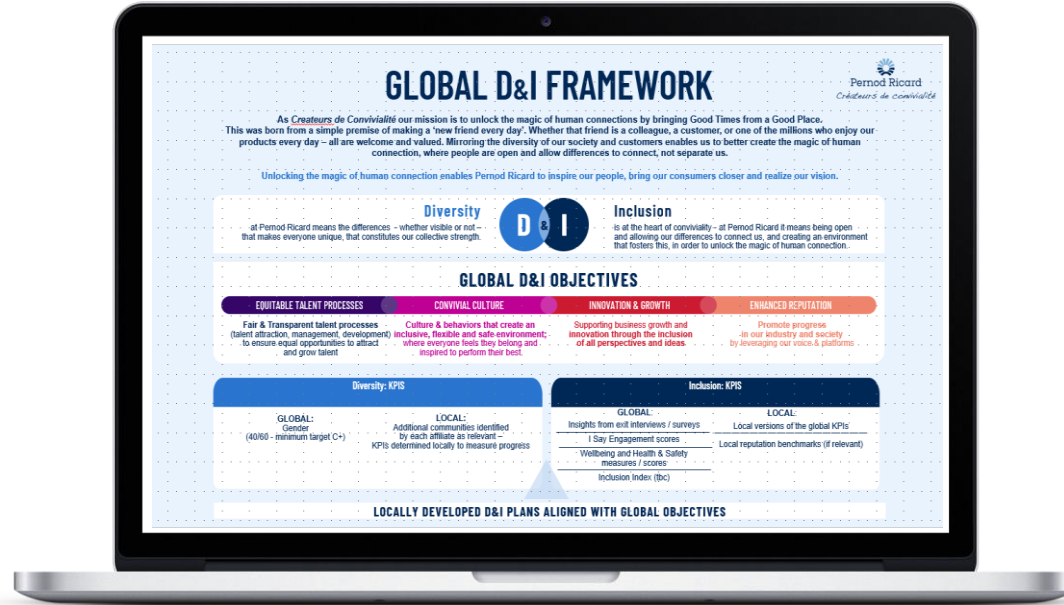 GLOBAL D&I FRAMEWORK
Pernod Ricard
Créateurs de convivialité
As Createurs de Convivialité our mission is to unlock the magic of human connections by bringing Good Times from a Good Place.
This was born from a simple premise of making a 'new friend every day'. Whether that friend is a colleague, a customer, or one of the millions who enjoy our
products every day – all are welcome and valued. Mirroring the diversity of our society and customers enables us to better create the magic of human
connection, where people are open and allow differences to connect, not separate us.
Unlocking the magic of human connection enables Pernod Ricard to inspire our people, bring our consumers closer and realize our vision.
Diversity
at Pernod Ricard means the differences - whether visible or not –
that makes everyone unique, that constitutes our collective strength.
D & I
Inclusion
is at the heart of conviviality - at Pernod Ricard it means being open
and allowing our differences to connect us, and creating an environment
that fosters this, in order to unlock the magic of human connection.
GLOBAL D&I OBJECTIVES
EQUITABLE TALENT PROCESSES
Fair & Transparent talent processes
(talent attraction, management, development)
to ensure equal opportunities to attract
and grow talent
CONVIVIAL CULTURE
Culture & behaviors that create an
inclusive, flexible and safe environment;
where everyone feels they belong and
inspired to perform their best
INNOVATION & GROWTH
Supporting business growth and
innovation through the inclusion
of all perspectives and ideas
ENHANCED REPUTATION
Promote progress
in our industry and society
by leveraging our voice & platforms
Diversity: KPIS
GLOBAL:
Gender
(40/60 - minimum target C+)
LOCAL:
Additional communities identified
by each affiliate as relevant –
KPIs determined locally to measure progress
Inclusion: KPIS
GLOBAL:
Insights from exit interviews / surveys
I Say Engagement scores
Wellbeing and Health & Safety
measures / scores
Inclusion Index (tbc)
LOCAL:
Local versions of the global KPIs
Local reputation benchmarks (if relevant)
LOCALLY DEVELOPED D&I PLANS ALIGNED WITH GLOBAL OBJECTIVES